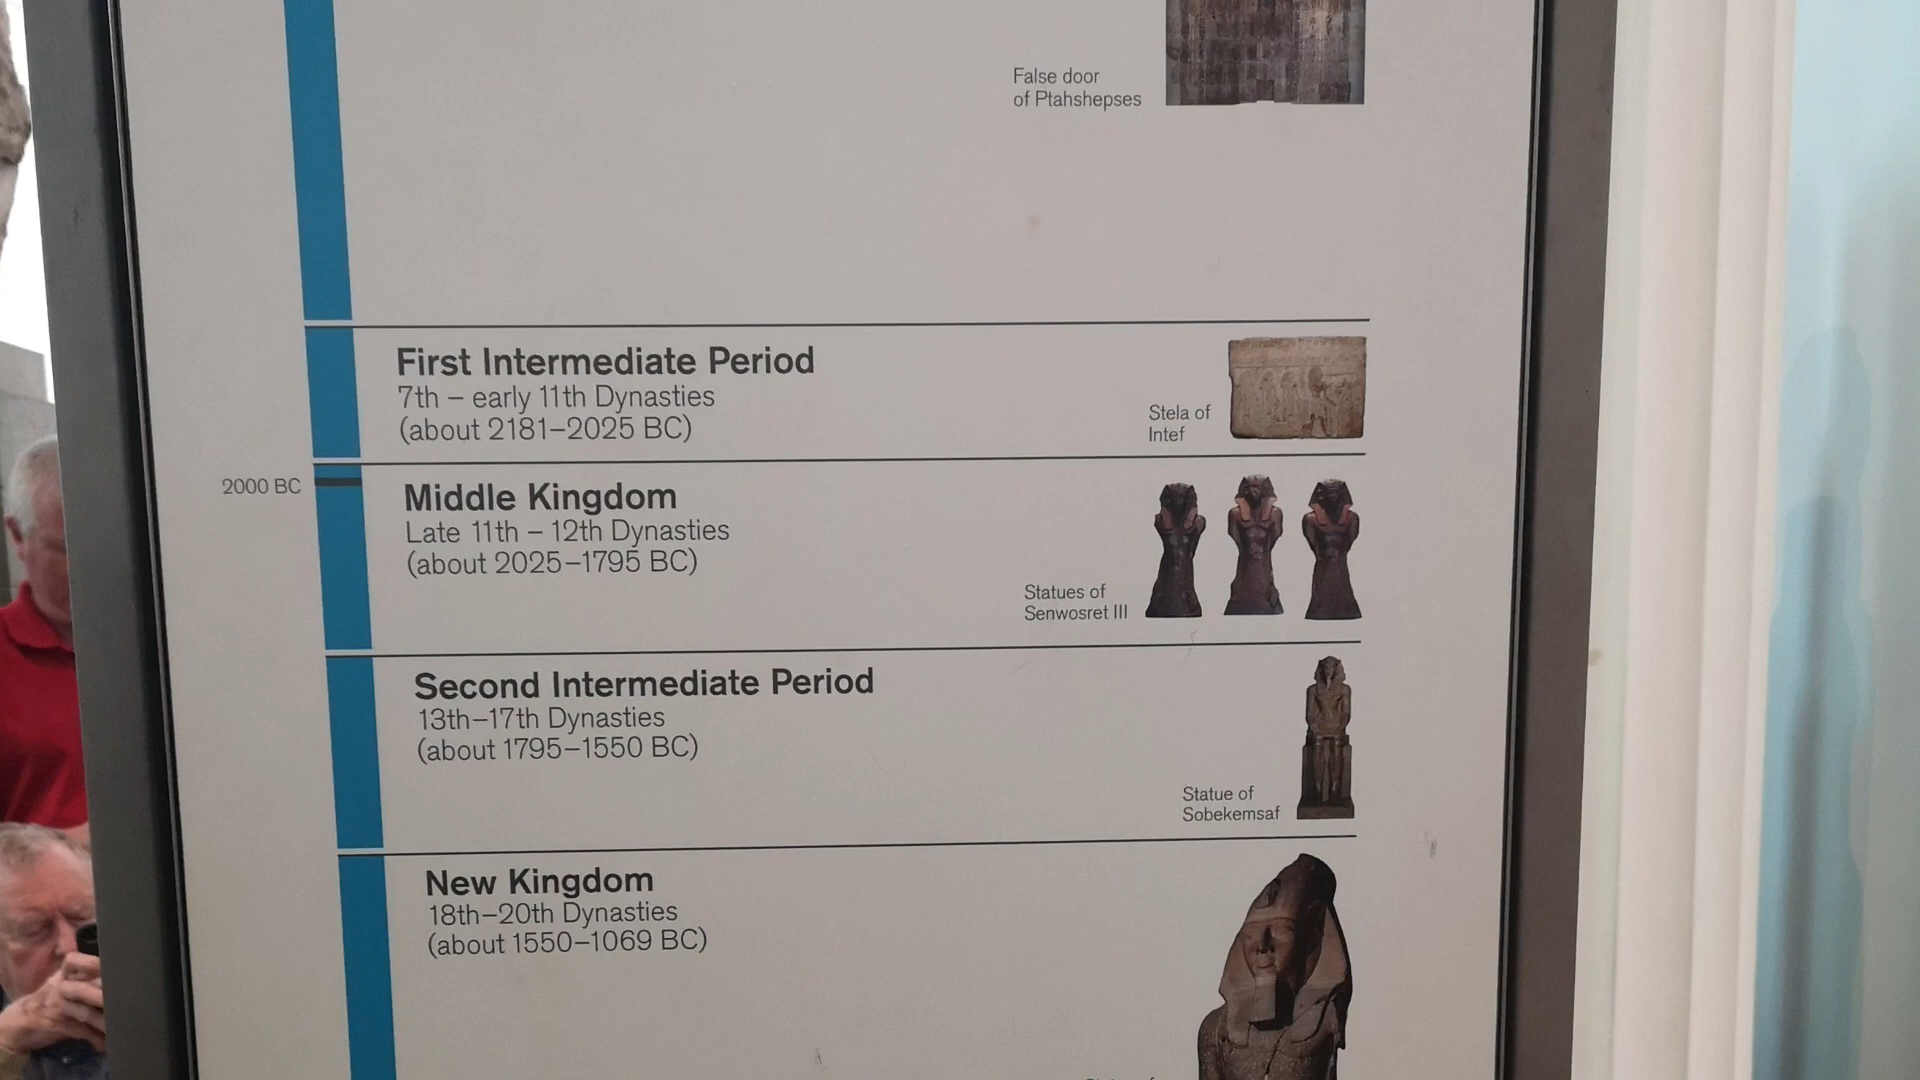 False door
of Ptahshepses
First Intermediate Period
7th – early 11th Dynasties
(about 2181–2025 BC)
Stela of
Intef
2000 BC
Middle Kingdom
Late 11th – 12th Dynasties
(about 2025–1795 BC)
Statues of
Senwosret III
Second Intermediate Period
13th–17th Dynasties
(about 1795–1550 BC)
Statue of
Sobekemsaf
New Kingdom
18th–20th Dynasties
(about 1550–1069 BC)